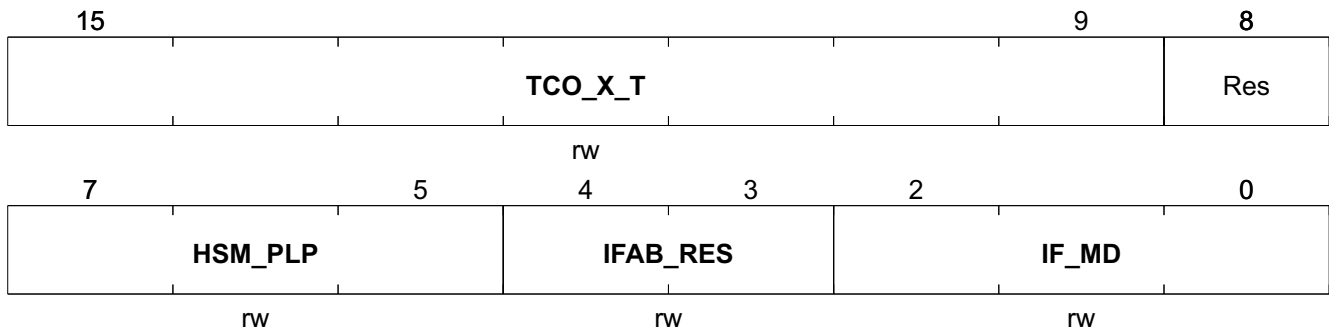 15 9 8
TCO_X_T Res
rw
7 5 4 3 2 0
HSM_PLP IFAB_RES IF_MD
rw rw rw